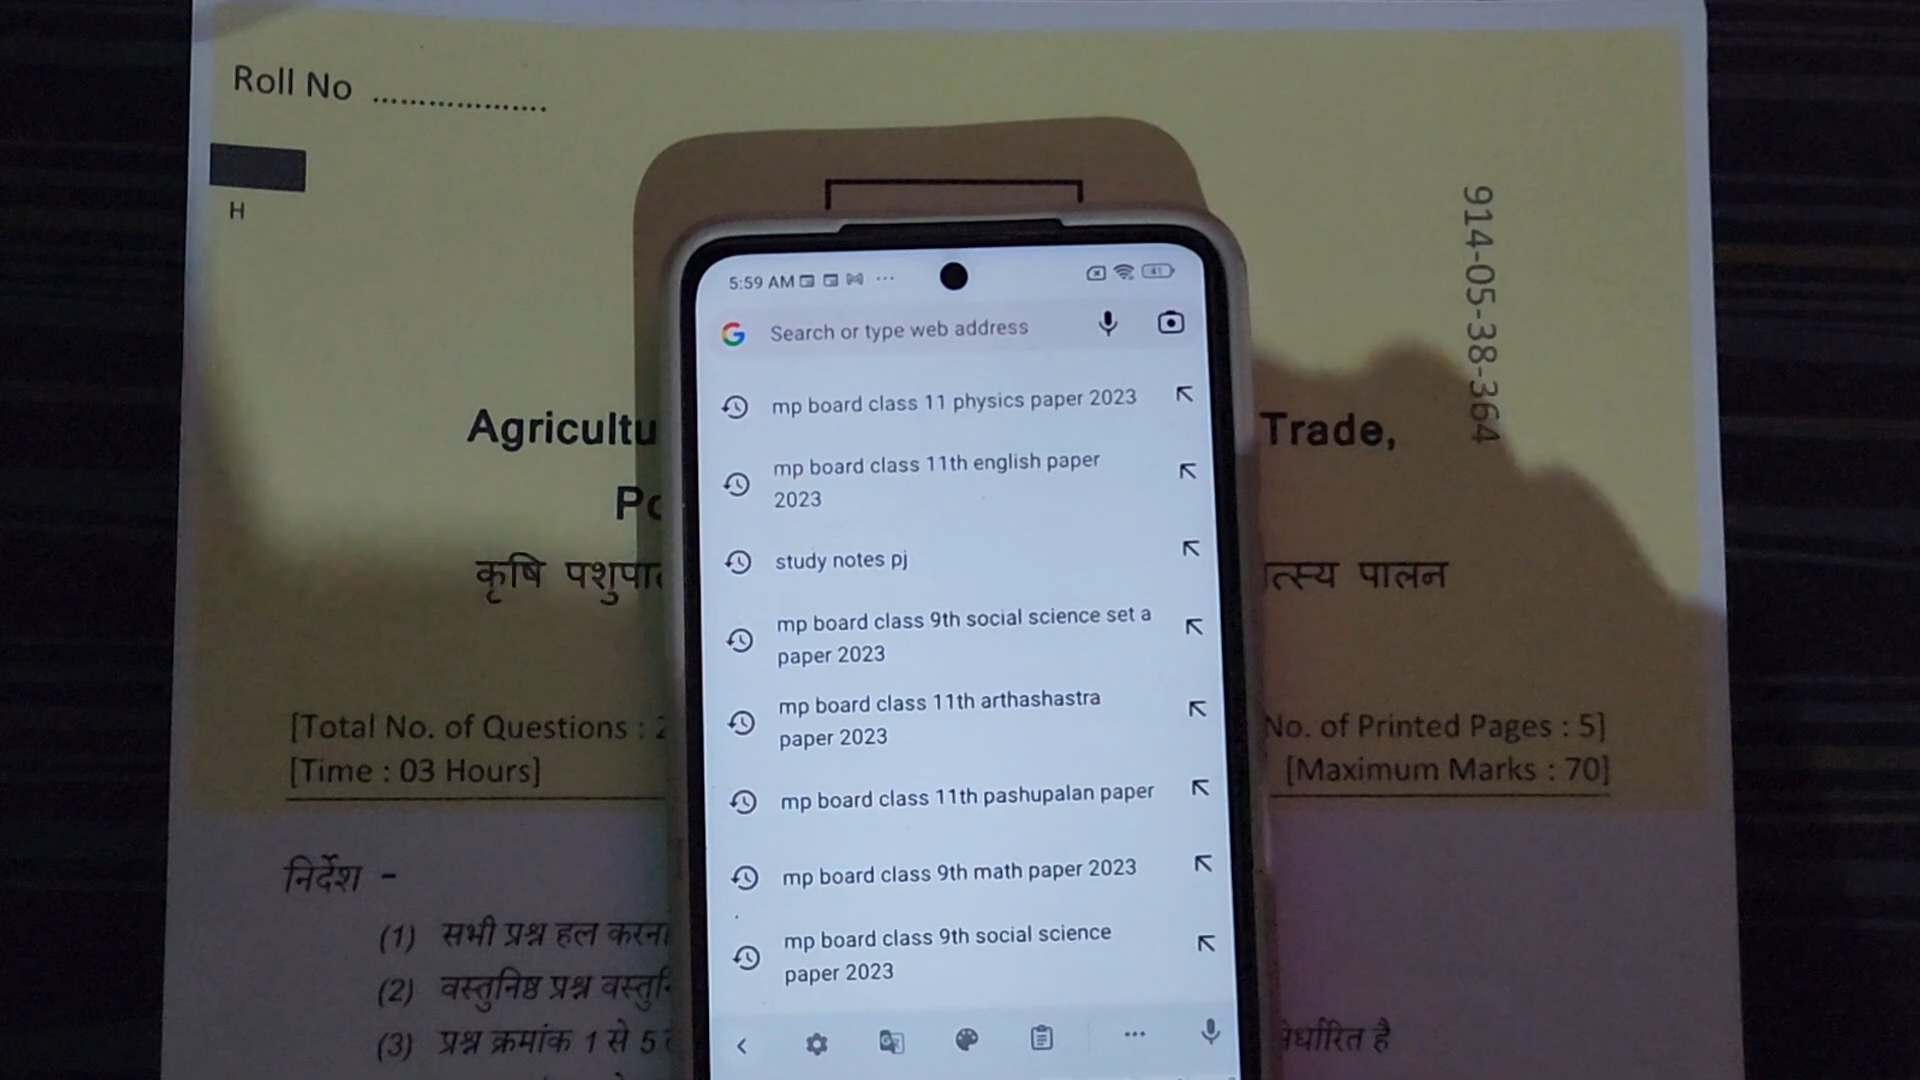 Roll No ...................
H
914-05-38-364
5:59 AM
41
Search or type web address
mp board class 11 physics paper 2023
mp board class 11th english paper
2023
study notes pj
mp board class 9th social science set a
paper 2023
mp board class 11th arthashastra
paper 2023
mp board class 11th pashupalan paper
mp board class 9th math paper 2023
mp board class 9th social science
paper 2023
Trade,
कृषि
पालन
[Total No. of Questions :
No. of Printed Pages : 5]
[Time : 03 Hours]
[Maximum Marks : 70]
निर्देश -
(1) सभी प्रश्न हल करना
(2) वस्तुनिष्ठ प्रश्न
(3) प्रश्न क्रमांक 1 से 5
है